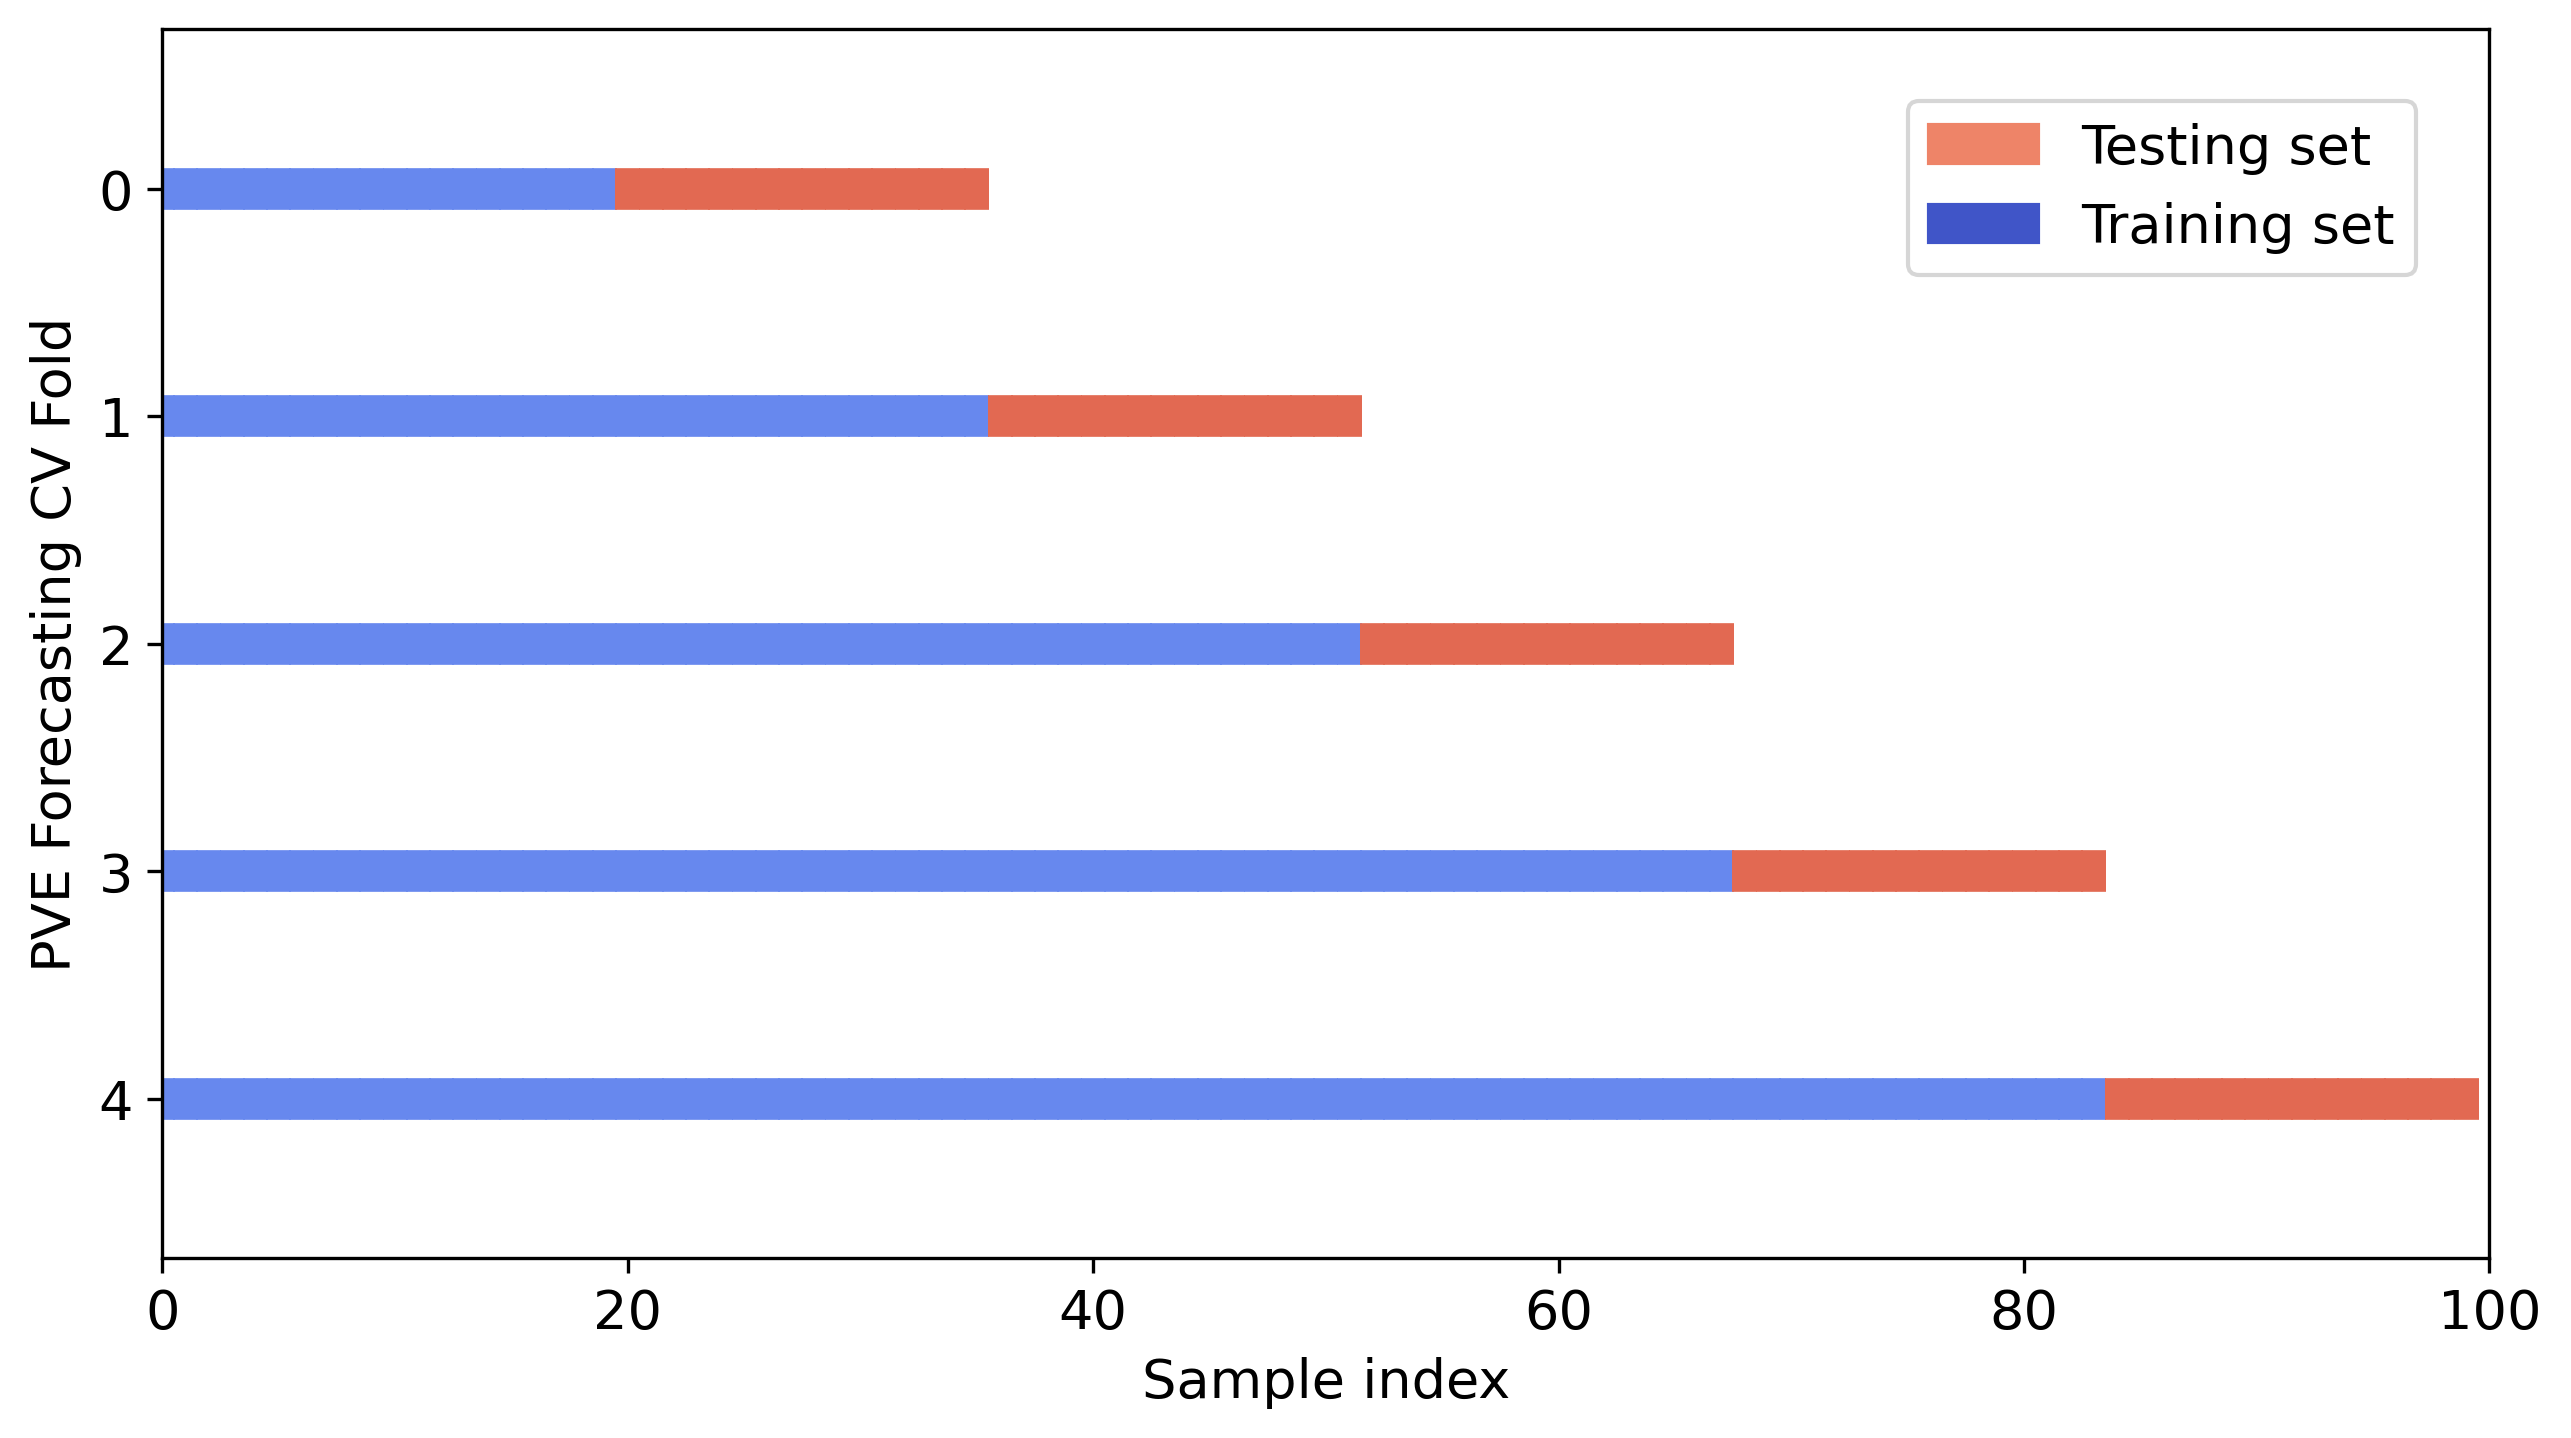 Testing set
Training set
PVE Forecasting CV Fold
0
1
2
3
4
0 20 40 60 80 100
Sample index